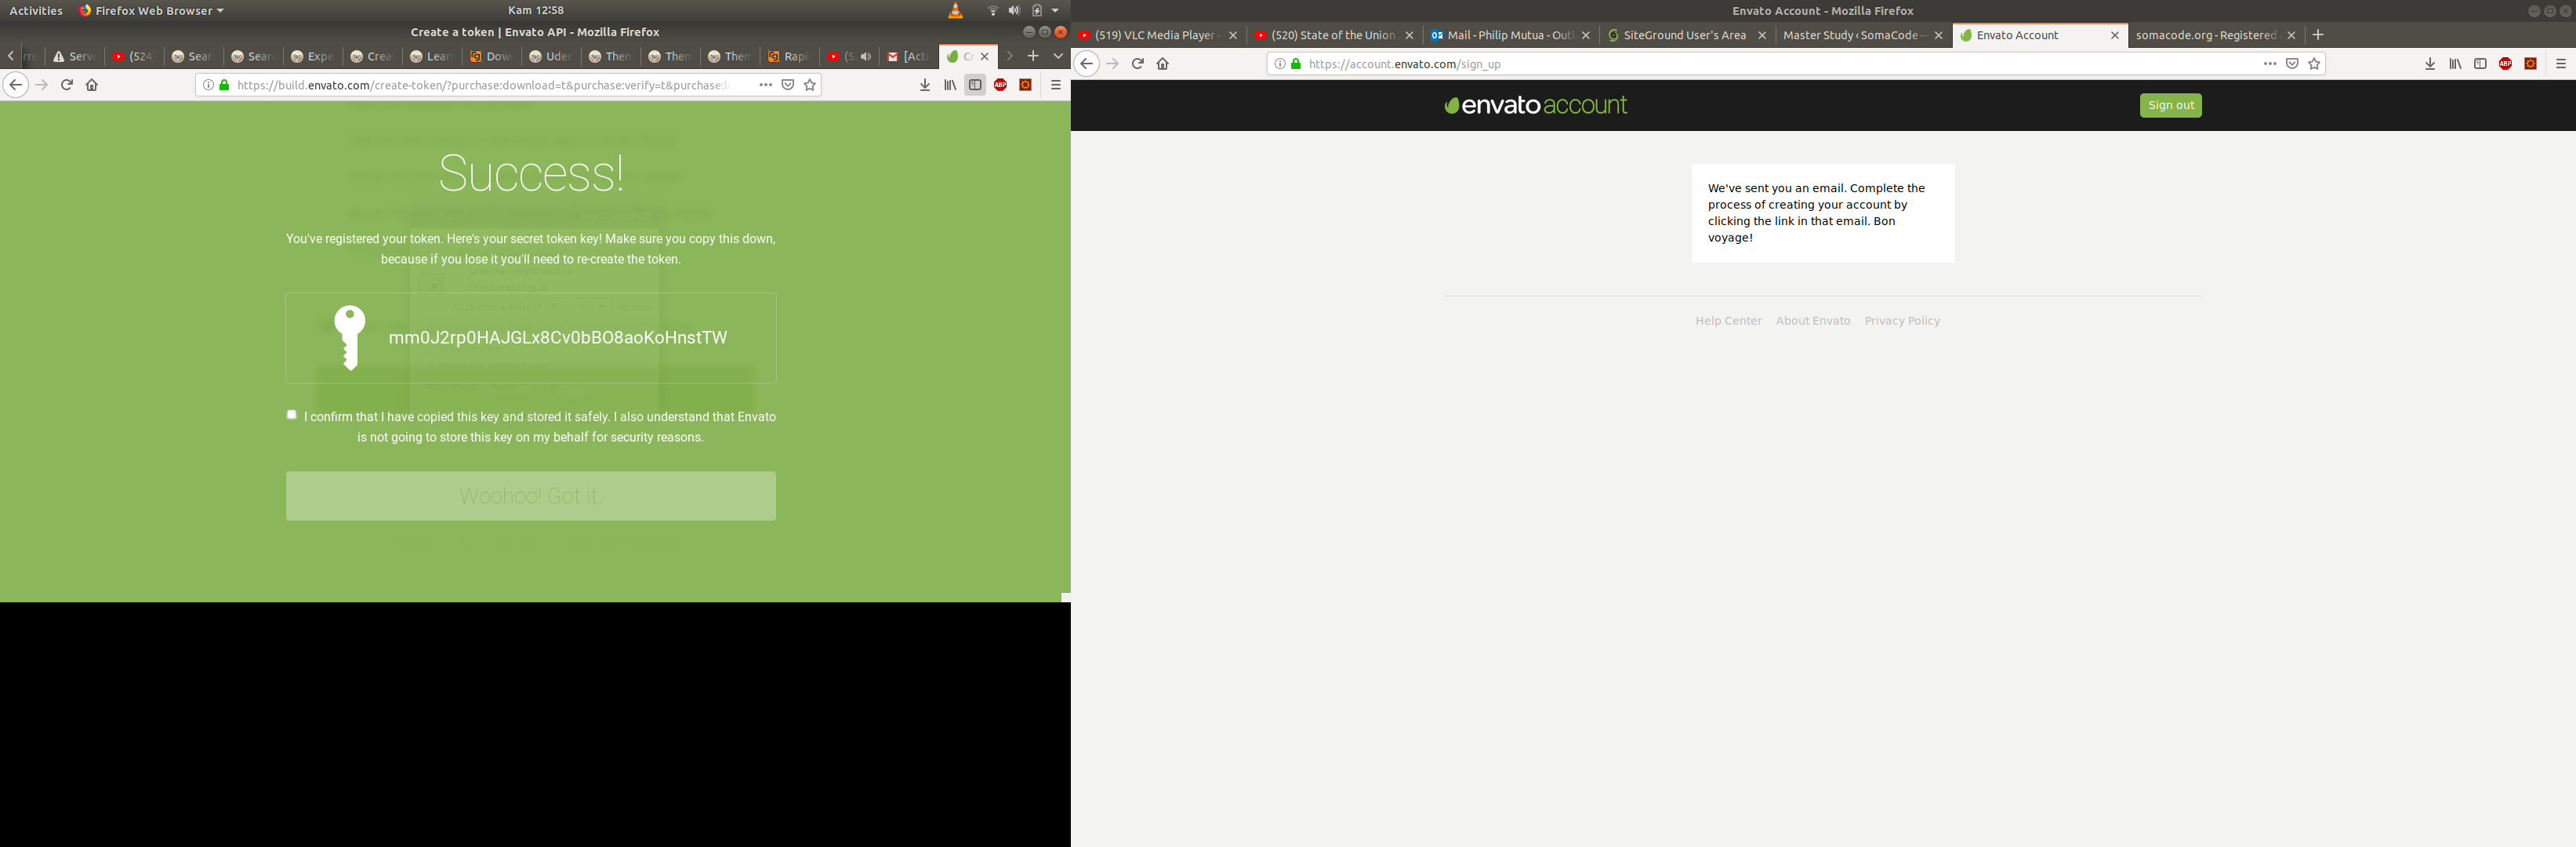 Activities Firefox Web Browser Kam 12:58
Create a token | Envato API - Mozilla Firefox
Serv (524) Sear Sear Expe Crea Lear Dow Uder Them Them Them Rapi (5 [Acti Cr
https://build.envato.com/create-token/?purchase:download=t&purchase:verify=t&purchase:li
Success!
You've registered your token. Here's your secret token key! Make sure you copy this down,
because if you lose it you'll need to re-create the token.
mm0J2rp0HAJGLx8Cv0bBO8aoKoHnstTW
I confirm that I have copied this key and stored it safely. I also understand that Envato
is not going to store this key on my behalf for security reasons.
Woohoo! Got it.
Envato Account - Mozilla Firefox
(519) VLC Media Player - (520) State of the Union Mail - Philip Mutua - Outl SiteGround User's Area Master Study ‹ SomaCode — Envato Account somacode.org - Registered
https://account.envato.com/sign_up
ABP
envato account
Sign out
We've sent you an email. Complete the
process of creating your account by
clicking the link in that email. Bon
voyage!
Help Center About Envato Privacy Policy